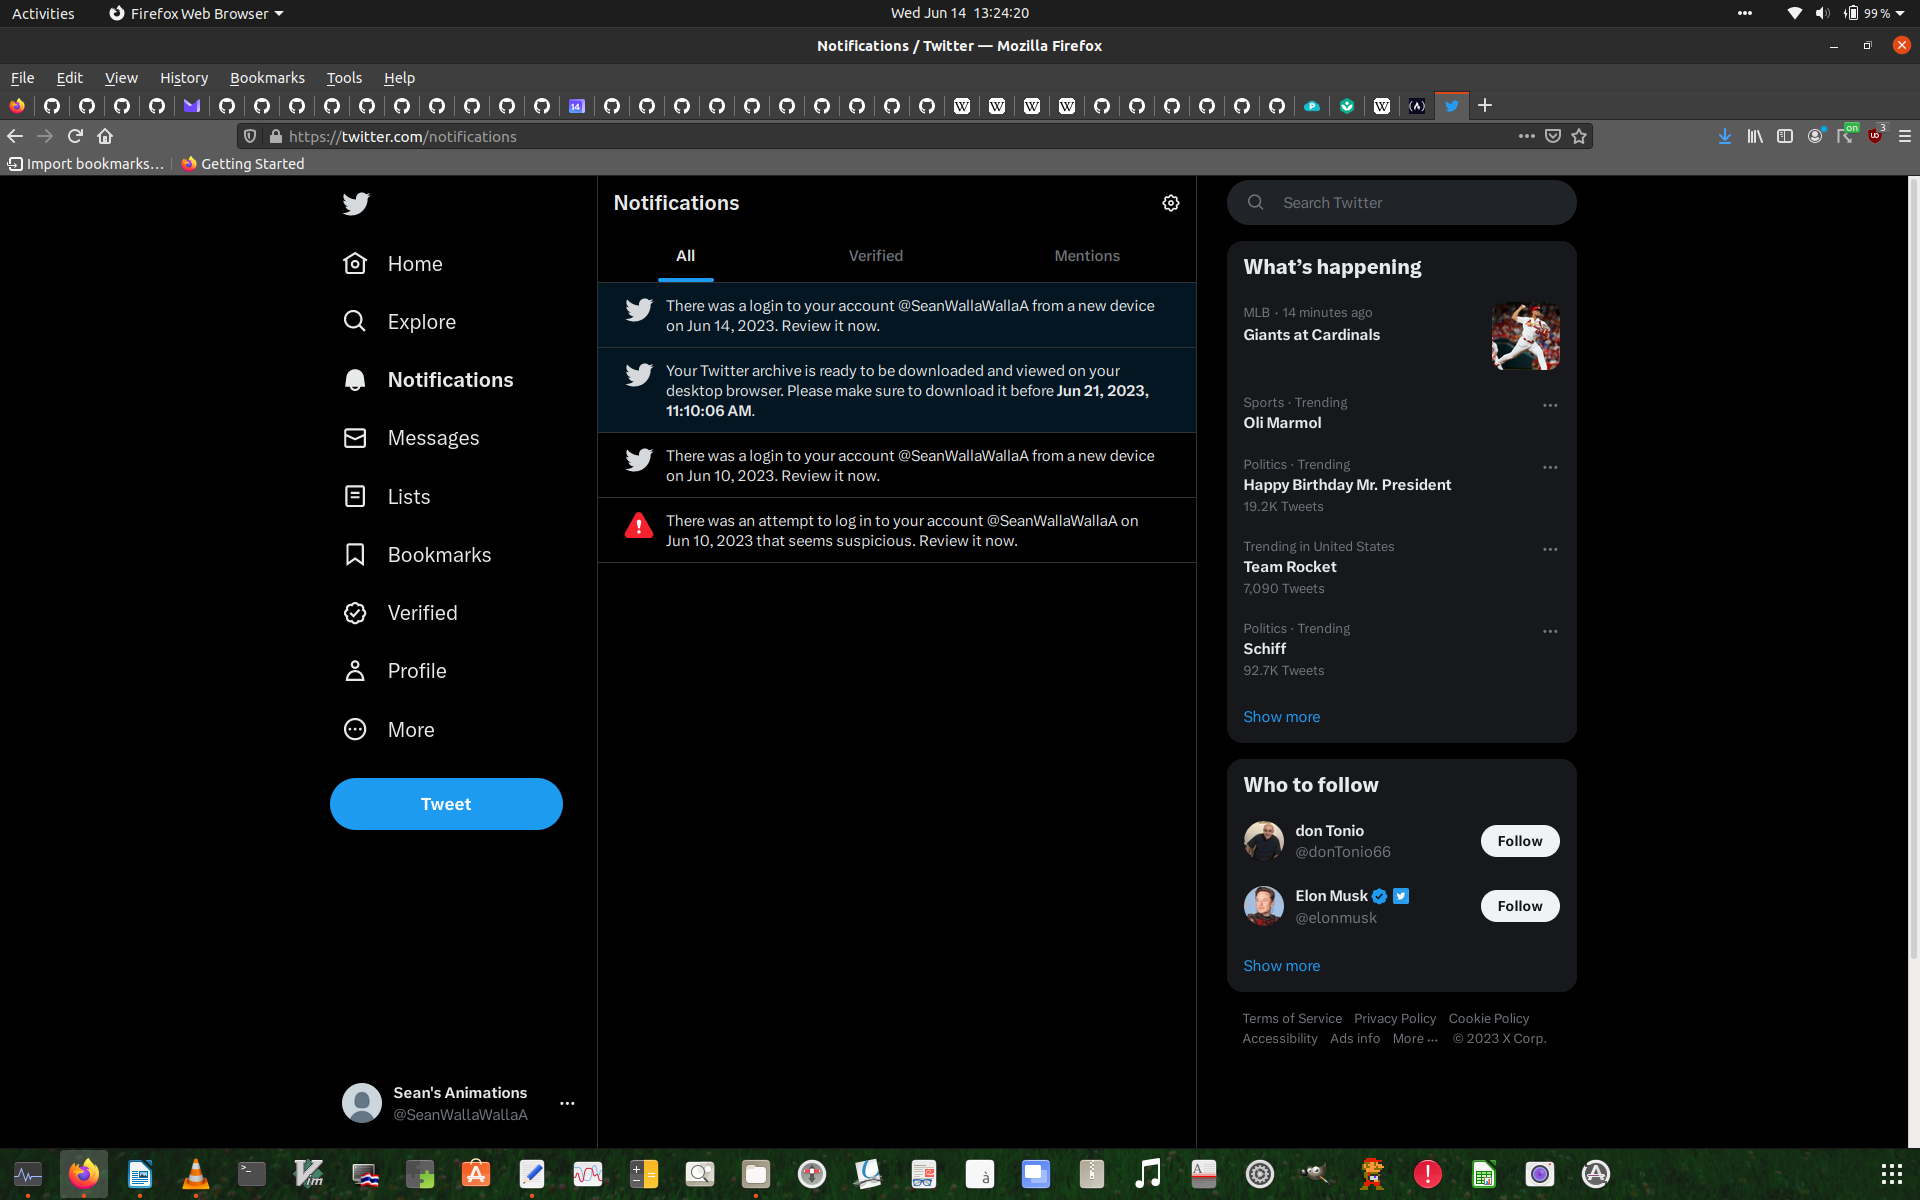 Activities
Firefox Web Browser
Wed Jun 14 13:24:20
99 %
Notifications / Twitter — Mozilla Firefox
File Edit View History Bookmarks Tools Help
https://twitter.com/notifications
on
3
Import bookmarks...
Getting Started
Home
Explore
Notifications
Messages
Lists
Bookmarks
Verified
Profile
More
Tweet
Sean's Animations
@SeanWallaWallaA
Notifications
All
Verified
Mentions
There was a login to your account @SeanWallaWallaA from a new device
on Jun 14, 2023. Review it now.
Your Twitter archive is ready to be downloaded and viewed on your
desktop browser. Please make sure to download it before Jun 21, 2023,
11:10:06 AM.
There was a login to your account @SeanWallaWallaA from a new device
on Jun 10, 2023. Review it now.
There was an attempt to log in to your account @SeanWallaWallaA on
Jun 10, 2023 that seems suspicious. Review it now.
Search Twitter
What’s happening
MLB · 14 minutes ago
Giants at Cardinals
Sports · Trending
Oli Marmol
Politics · Trending
Happy Birthday Mr. President
19.2K Tweets
Trending in United States
Team Rocket
7,090 Tweets
Politics · Trending
Schiff
92.7K Tweets
Show more
Who to follow
don Tonio
@donTonio66
Follow
Elon Musk
@elonmusk
Follow
Show more
Terms of Service Privacy Policy Cookie Policy
Accessibility Ads info More ··· © 2023 X Corp.